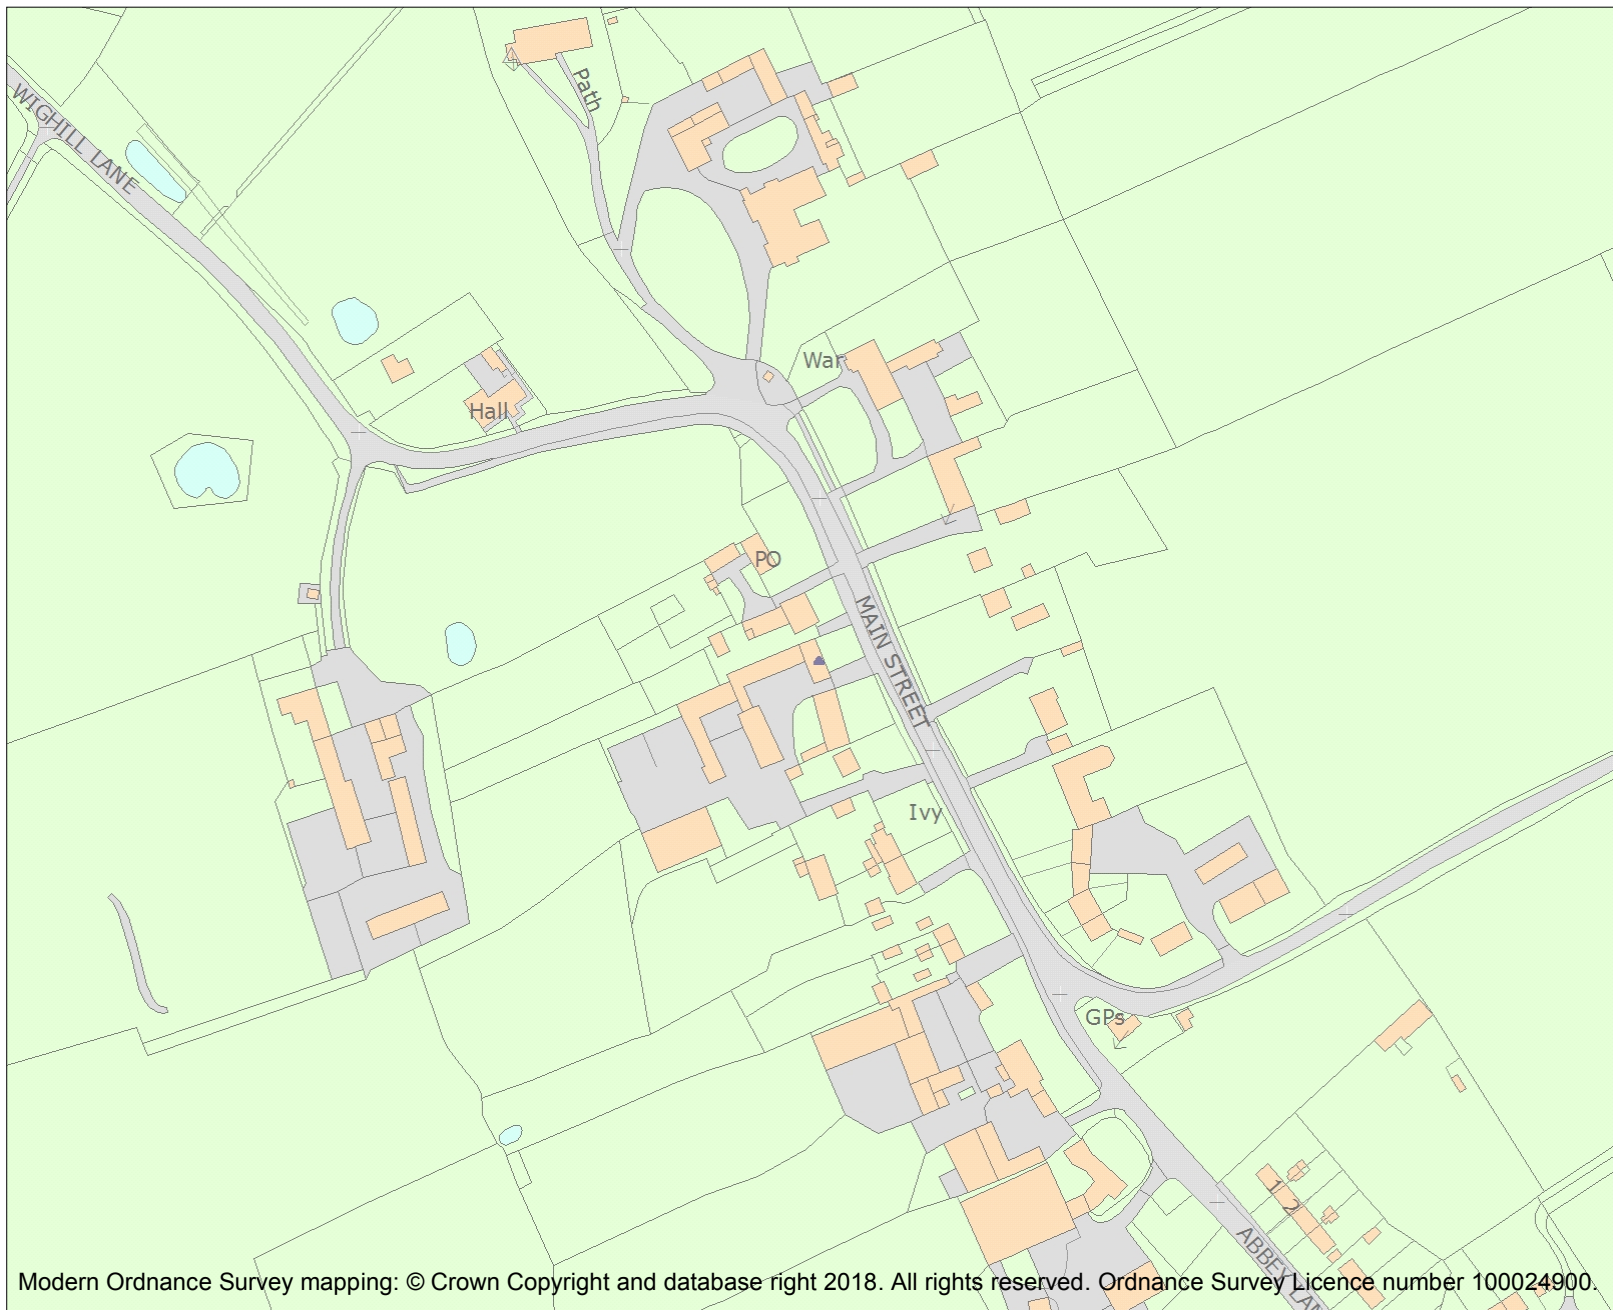 Path
WIGHILL LANE
War
Hall
PO
MAIN STREET
Ivy
GPs
1
2
ABBEY LAN
Modern Ordnance Survey mapping: © Crown Copyright and database right 2018. All rights reserved. Ordnance Survey Licence number 100024900.